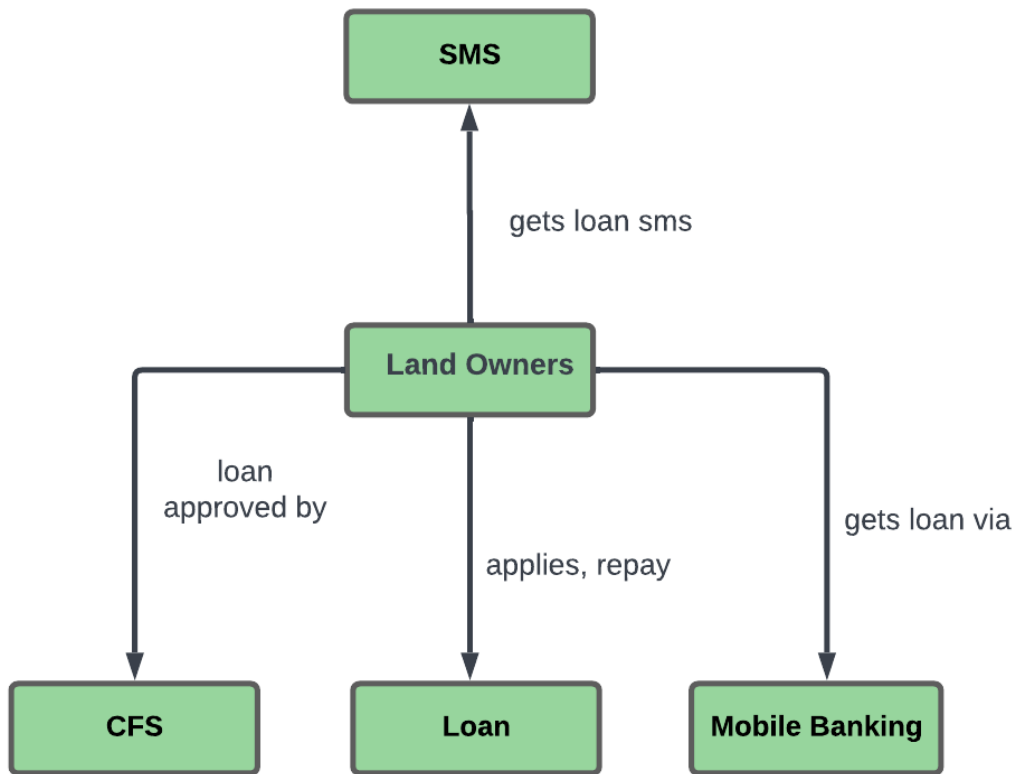 SMS
gets loan sms
Land Owners
loan
approved by
gets loan via
applies, repay
CFS
Loan
Mobile Banking